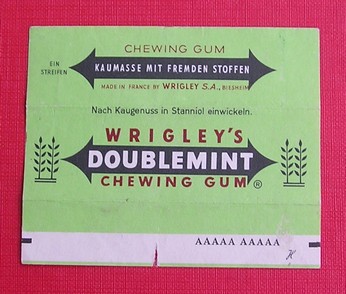 CHEWING GUM
EIN
STREIFEN
KAUMASSE MIT FREMDEN STOFFEN
MADE IN FRANCE BY WRIGLEY S.A., BIESHEIM
Nach Kaugenuss in Stanniol einwickeln.
WRIGLEY'S
DOUBLEMINT
CHEWING GUM ®
AAAAA AAAAA
K